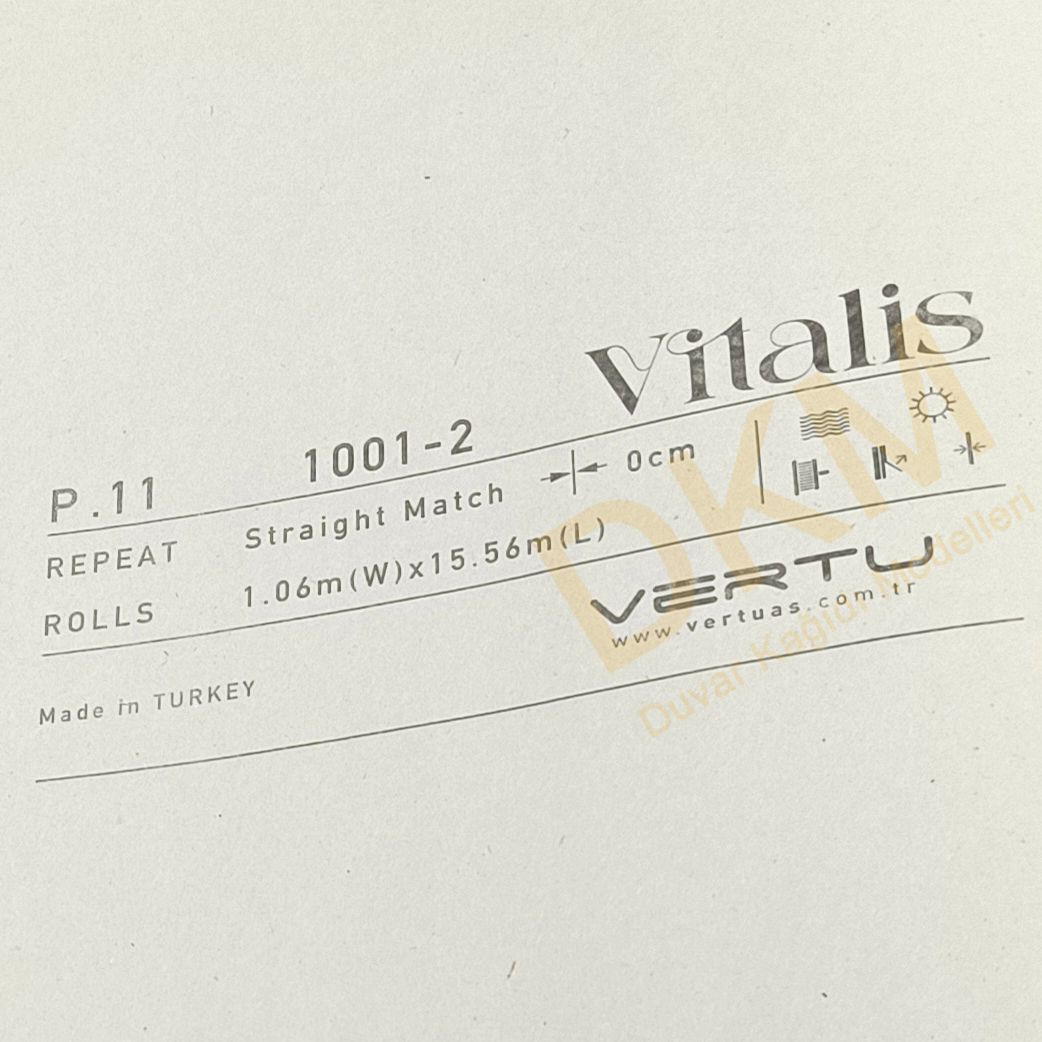 Vitalis
P.11 1001-2
REPEAT Straight Match 0cm
ROLLS 1.06m(W)x15.56m(L)
VERTU
www.vertuas.com.tr
Made in TURKEY
DKM
Duvar Kağıdı Modelleri